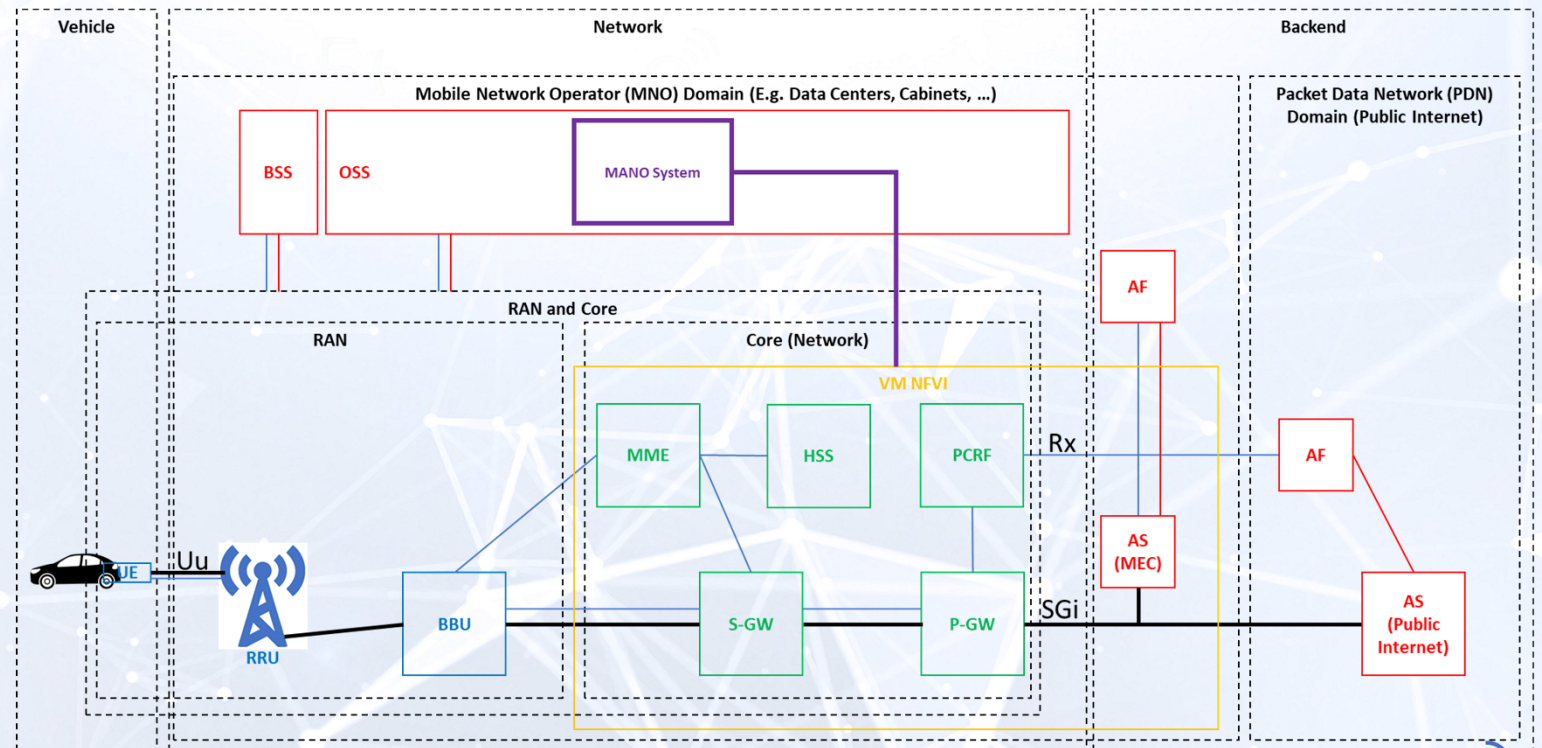 Vehicle
Network
Backend
Mobile Network Operator (MNO) Domain (E.g. Data Centers, Cabinets, ...)
Packet Data Network (PDN)
Domain (Public Internet)
BSS
OSS
MANO System
AF
RAN and Core
RAN
Core (Network)
VM NFVI
MME
HSS
PCRF
Rx
AF
AS
(MEC)
UE
Uu
RRU
BBU
S-GW
P-GW
SGi
AS
(Public
Internet)